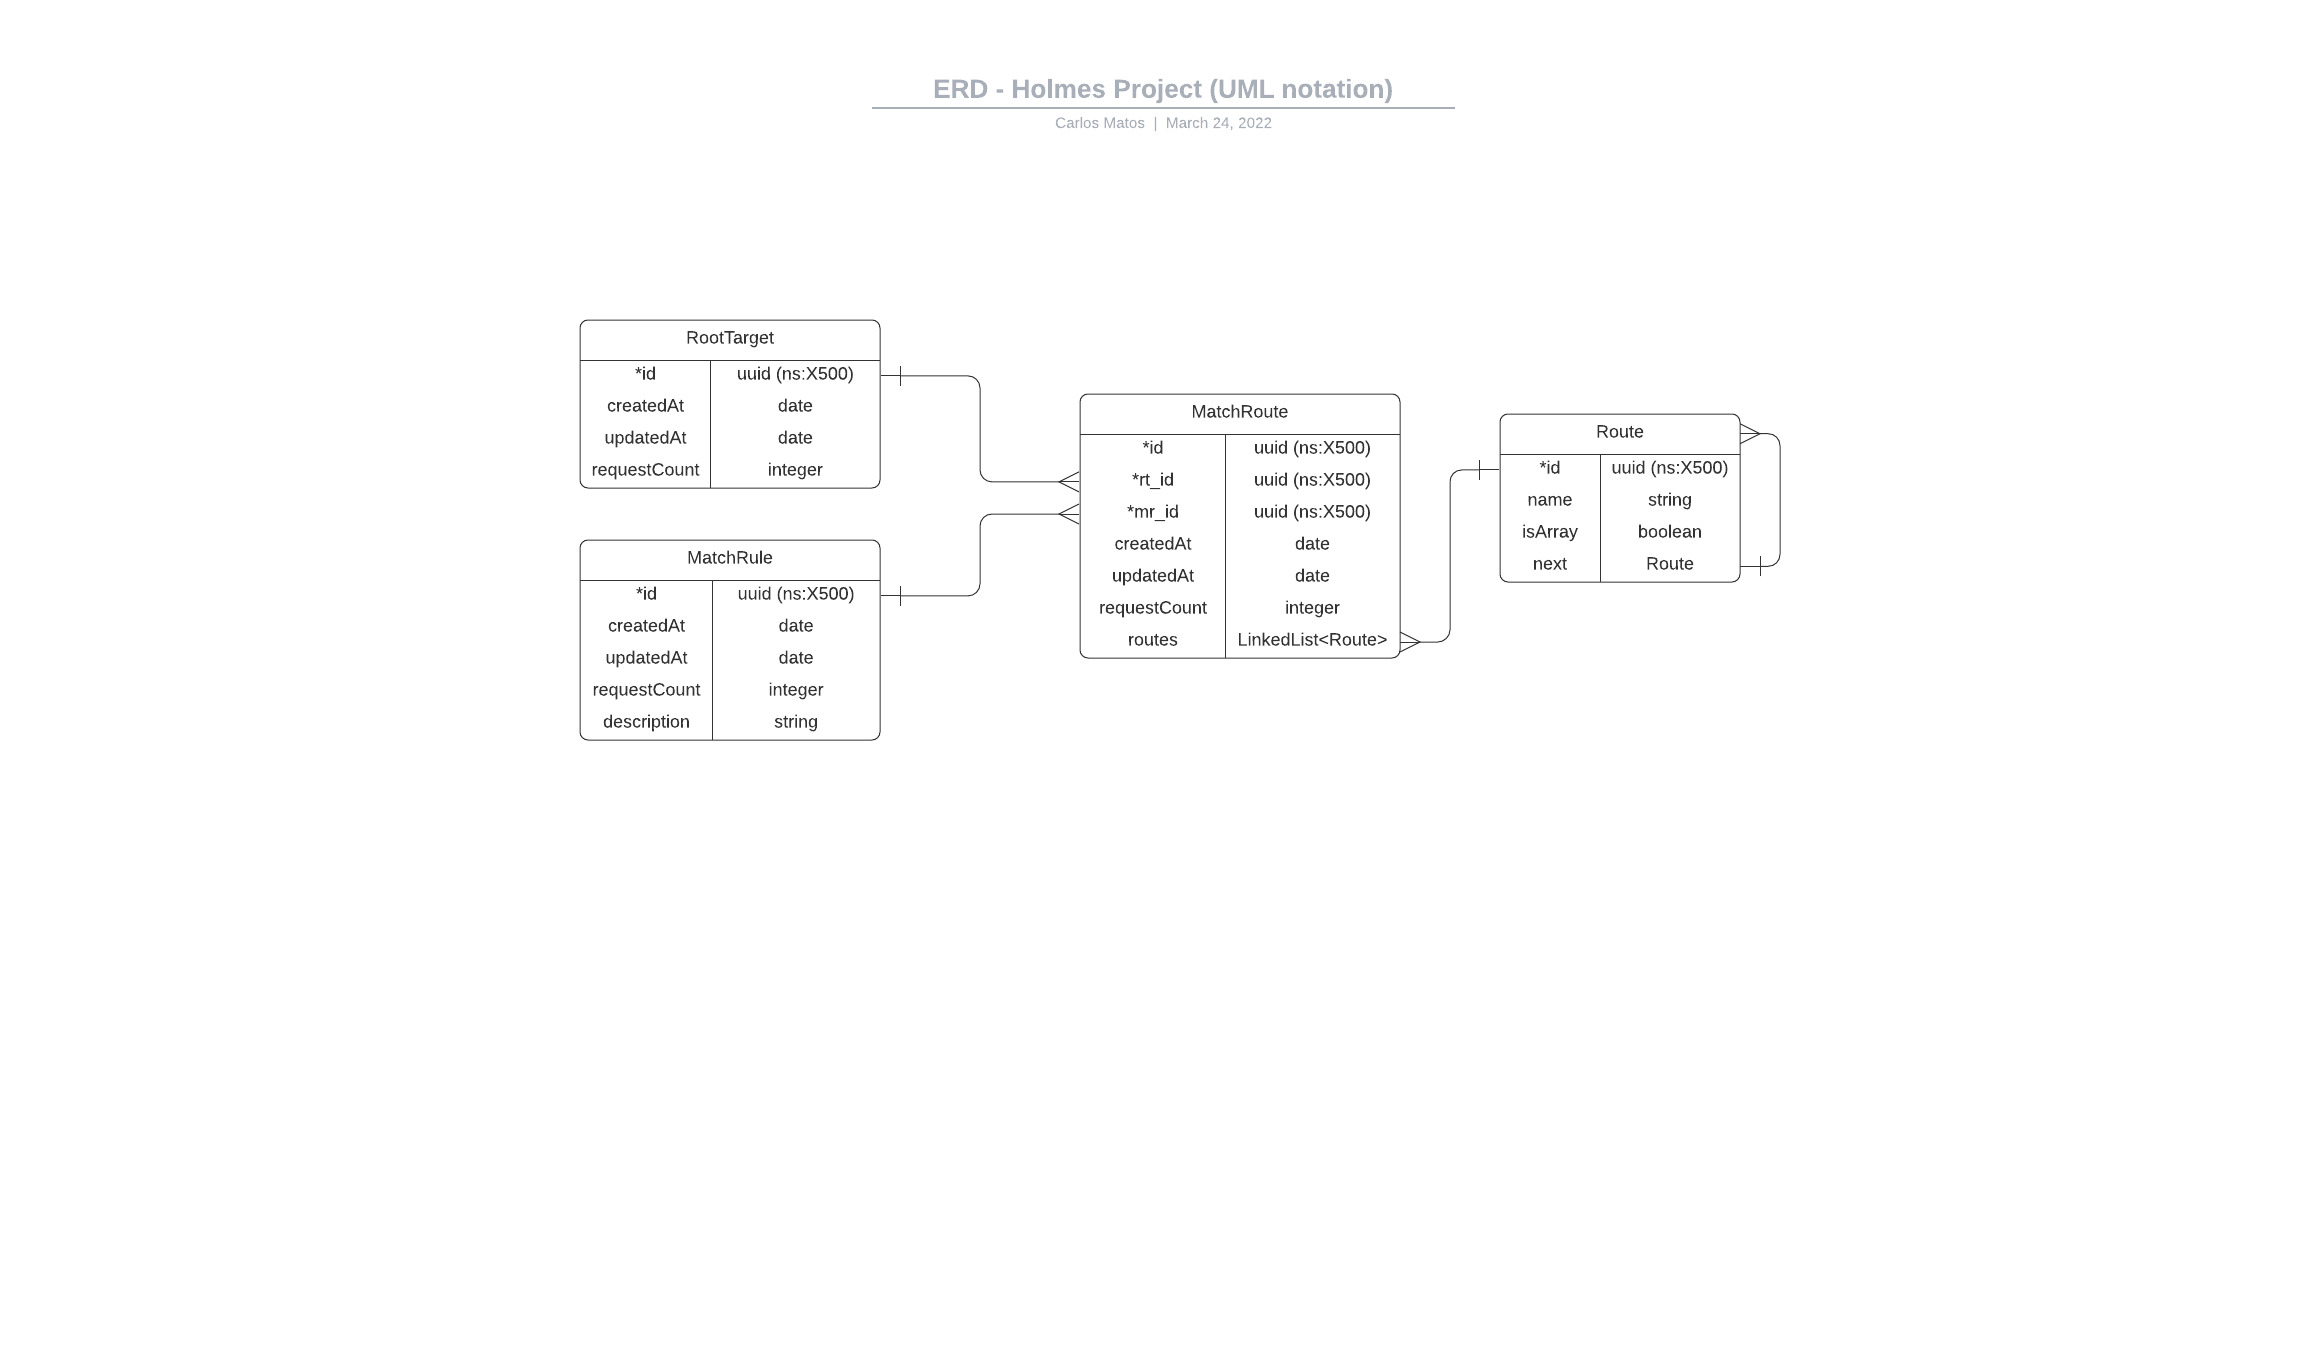 ERD - Holmes Project (UML notation)
Carlos Matos | March 24, 2022
RootTarget
*id uuid (ns:X500)
createdAt date
updatedAt date
requestCount integer
MatchRule
*id uuid (ns:X500)
createdAt date
updatedAt date
requestCount integer
description string
MatchRoute
*id uuid (ns:X500)
*rt_id uuid (ns:X500)
*mr_id uuid (ns:X500)
createdAt date
updatedAt date
requestCount integer
routes LinkedList<Route>
Route
*id uuid (ns:X500)
name string
isArray boolean
next Route